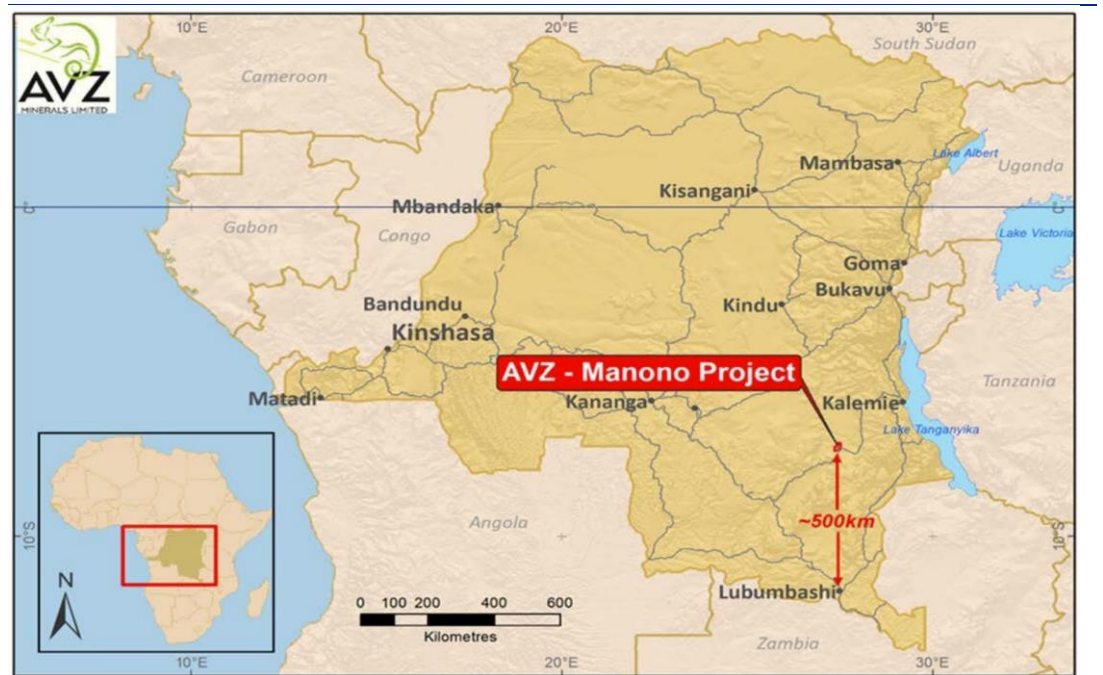 10°E
20°E
30°E
South Sudan
Cameroon
AVZ
MINERALS LIMITED
Lake Albert
Mambasa
Uganda
Kisangani
Mbandaka
0°
0°
Gabon
Congo
Lake Victoria
Goma
Bukavu
Bandundu
Kindu
Kinshasa
AVZ - Manono Project
Tanzania
Matadi
Kananga
Kalemie
Lake Tanganyika
10°S
Angola
~500km
10°S
N
0 100 200 400 600
Kilometres
Lubumbashi
Zambia
10°E
20°E
30°E